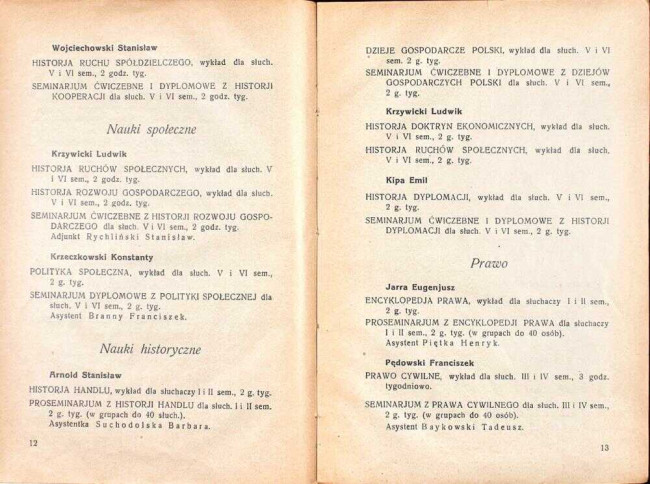 Wojciechowski Stanisław
HISTORJA RUCHU SPÓŁDZIELCZEGO, wykład dla słuch.
V i VI sem., 2 godz. tyg.
SEMINARJUM ĆWICZEBNE I DYPLOMOWE Z HISTORJI
KOOPERACJI dla słuch. V i VI sem., 2 godz. tyg.
Nauki społeczne
Krzywicki Ludwik
HISTORJA RUCHÓW SPOŁECZNYCH, wykład dla słuch. V
i VI sem., 2 godz. tyg.
HISTORJA ROZWOJU GOSPODARCZEGO, wykład dla słuch.
V i VI sem., 2 godz. tyg.
SEMINARJUM ĆWICZEBNE Z HISTORJI ROZWOJU GOSPO-
DARCZEGO dla słuch. V i VI sem., 2 godz. tyg.
Adjunkt Rychliński Stanisław.
Krzeczkowski Konstanty
POLITYKA SPOŁECZNA, wykład dla słuch. V i VI sem.,
2 g. tyg.
SEMINARJUM DYPLOMOWE Z POLITYKI SPOŁECZNEJ dla
słuch. V i VI sem., 2 g. tyg.
Asystent Branny Franciszek.
Nauki historyczne
Arnold Stanisław
HISTORJA HANDLU, wykład dla słuchaczy I i II sem., 2 g. tyg.
PROSEMINARJUM Z HISTORJI HANDLU dla słuch. I i II sem.
2 g. tyg. (w grupach do 40 słuch.).
Asystentka Suchodolska Barbara.
12
DZIEJE GOSPODARCZE POLSKI, wykład dla słuch. V i VI
sem. 2 g. tyg.
SEMINARJUM ĆWICZEBNE I DYPLOMOWE Z DZIEJÓW
GOSPODARCZYCH POLSKI dla słuch. V i VI sem.,
2 g. tyg.
Krzywicki Ludwik
HISTORJA DOKTRYN EKONOMICZNYCH, wykład dla słuch.
V i VI sem., 2 g. tyg.
HISTORJA RUCHÓW SPOŁECZNYCH, wykład dla słuch.
V i VI sem., 2 g. tyg.
Kipa Emil
HISTORJA DYPLOMACJI, wykład dla słuch. V i VI sem.,
2 g. tyg.
SEMINARJUM ĆWICZEBNE I DYPLOMOWE Z HISTORJI
DYPLOMACJI dla słuch. V i VI sem., 2 g. tyg.
Prawo
Jarra Eugenjusz
ENCYKLOPEDJA PRAWA, wykład dla słuchaczy I i II sem.,
2 g. tyg.
PROSEMINARJUM Z ENCYKLOPEDJI PRAWA dla słuchaczy
I i II sem., 2 g. tyg. (w grupach do 40 osób).
Asystent Piętka Henryk.
Pędowski Franciszek
PRAWO CYWILNE, wykład dla słuch. III i IV sem., 3 godz.
tygodniowo.
SEMINARJUM Z PRAWA CYWILNEGO dla słuch. III i IV sem.,
2 g. tyg. (w grupach do 40 osób).
Asystent Baykowski Tadeusz.
13